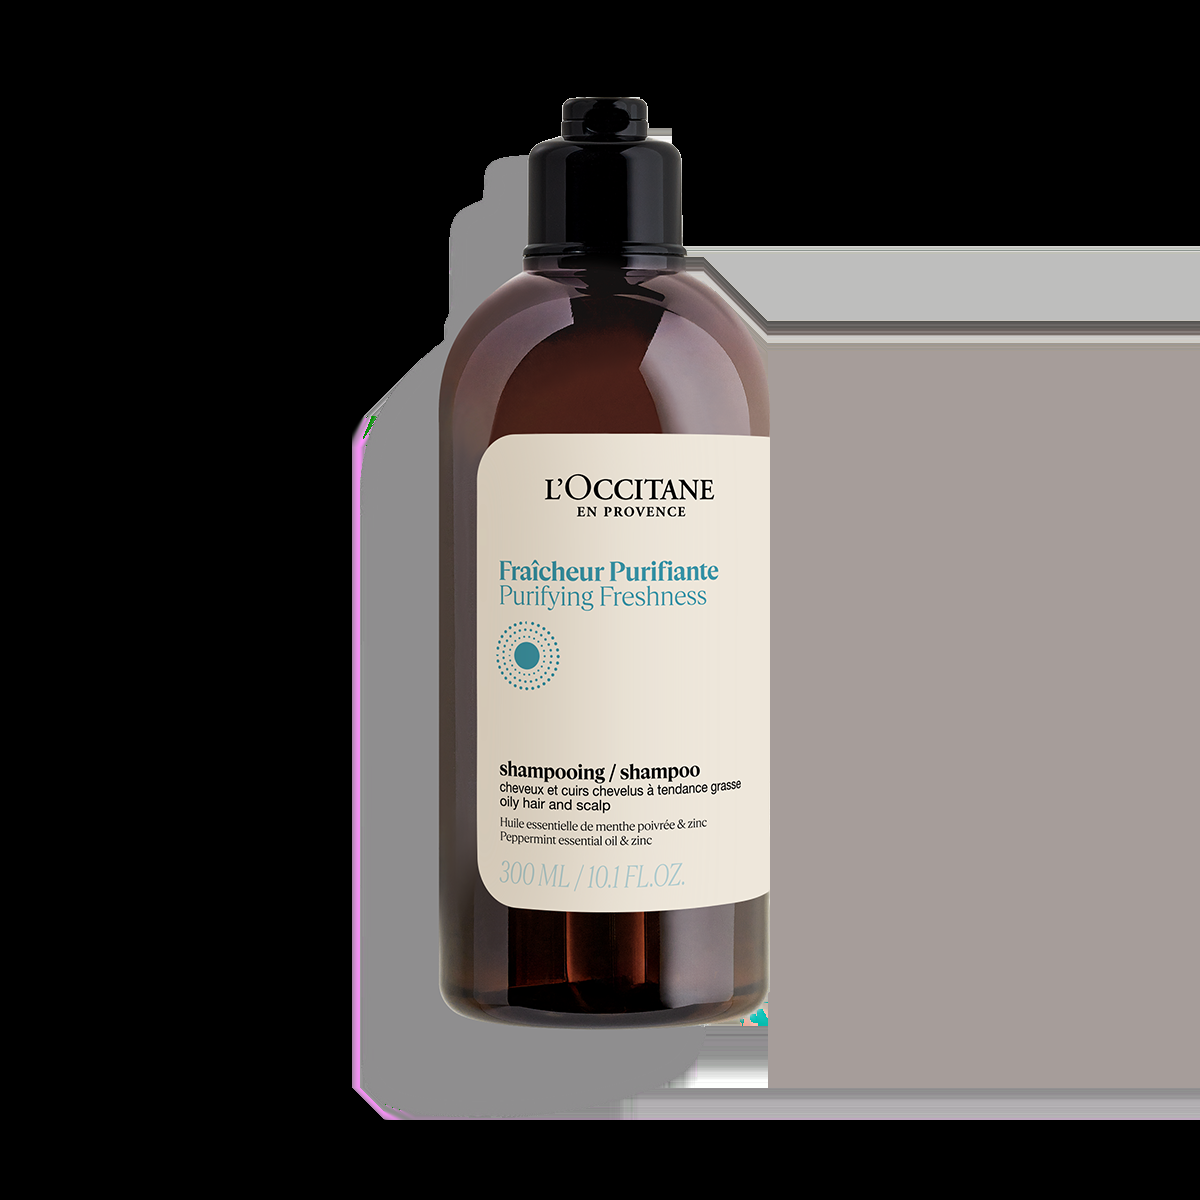 L'OCCITANE
EN PROVENCE
Fraîcheur Purifiante
Purifying Freshness
shampooing / shampoo
cheveux et cuirs chevelus à tendance grasse
oily hair and scalp
Huile essentielle de menthe poivrée & zinc
Peppermint essential oil & zinc
300 ML / 10.1 FL.OZ.